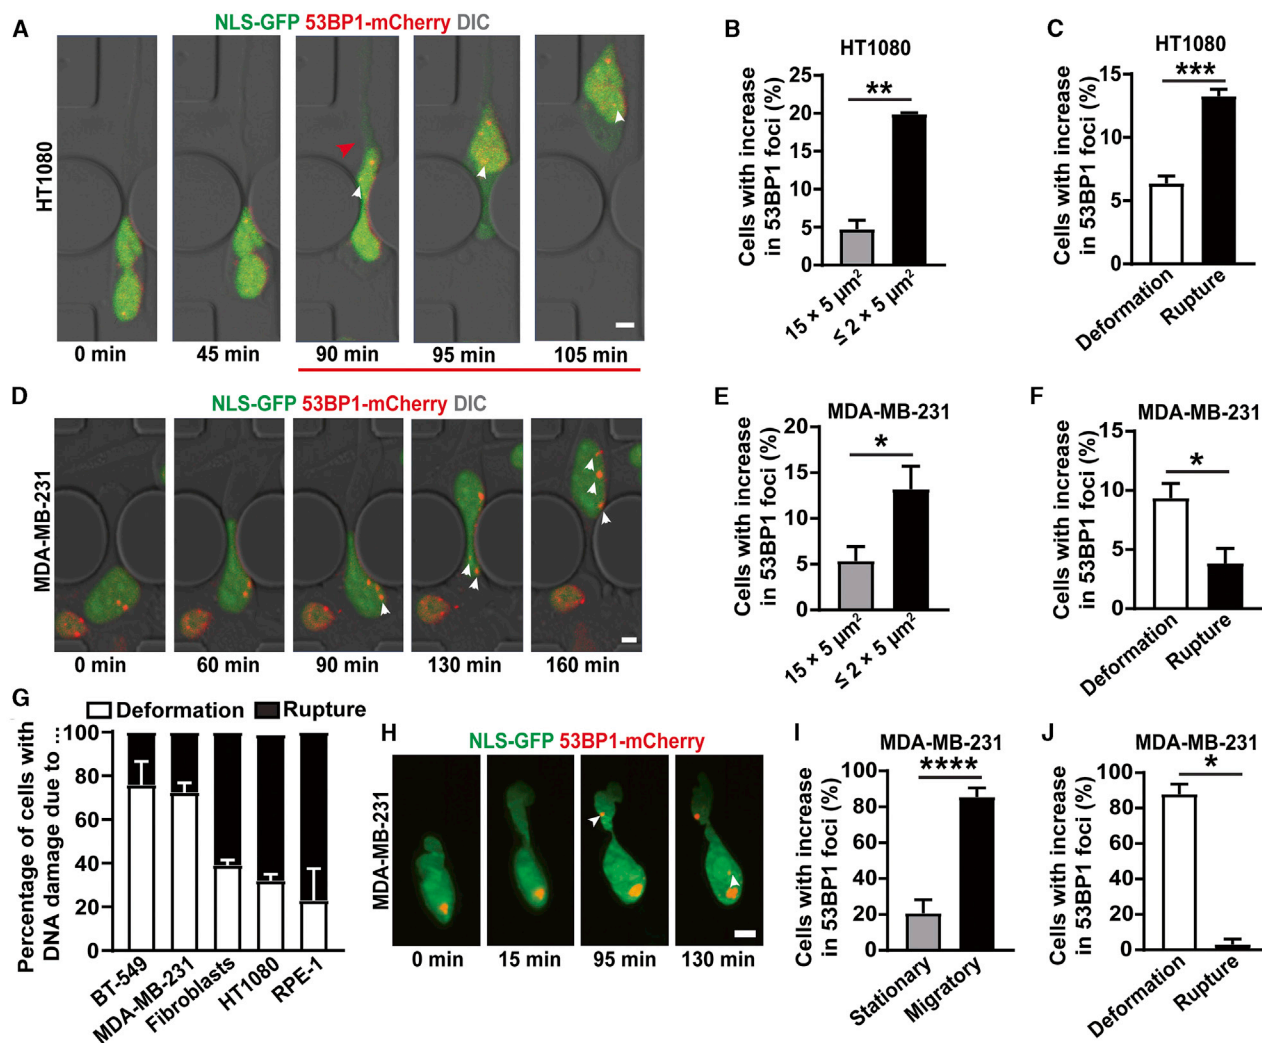 A
NLS-GFP 53BP1-mCherry DIC
HT1080
0 min
45 min
90 min
95 min
105 min
B
HT1080
Cells with increase
in 53BP1 foci (%)
25
20
15
10
5
0
**
15 × 5 µm²
≤ 2 × 5 µm²
C
HT1080
Cells with increase
in 53BP1 foci (%)
15
10
5
0
***
Deformation
Rupture
D
NLS-GFP 53BP1-mCherry DIC
MDA-MB-231
0 min
60 min
90 min
130 min
160 min
E
MDA-MB-231
Cells with increase
in 53BP1 foci (%)
20
15
10
5
0
*
15 × 5 µm²
≤ 2 × 5 µm²
F
MDA-MB-231
Cells with increase
in 53BP1 foci (%)
15
10
5
0
*
Deformation
Rupture
G
Deformation
Rupture
Percentage of cells with
DNA damage due to ...
100
80
60
40
20
0
BT-549
MDA-MB-231
Fibroblasts
HT1080
RPE-1
H
NLS-GFP 53BP1-mCherry
MDA-MB-231
0 min
15 min
95 min
130 min
I
MDA-MB-231
Cells with increase
in 53BP1 foci (%)
100
80
60
40
20
0
****
Stationary
Migratory
J
MDA-MB-231
Cells with increase
in 53BP1 foci (%)
100
80
60
40
20
0
*
Deformation
Rupture